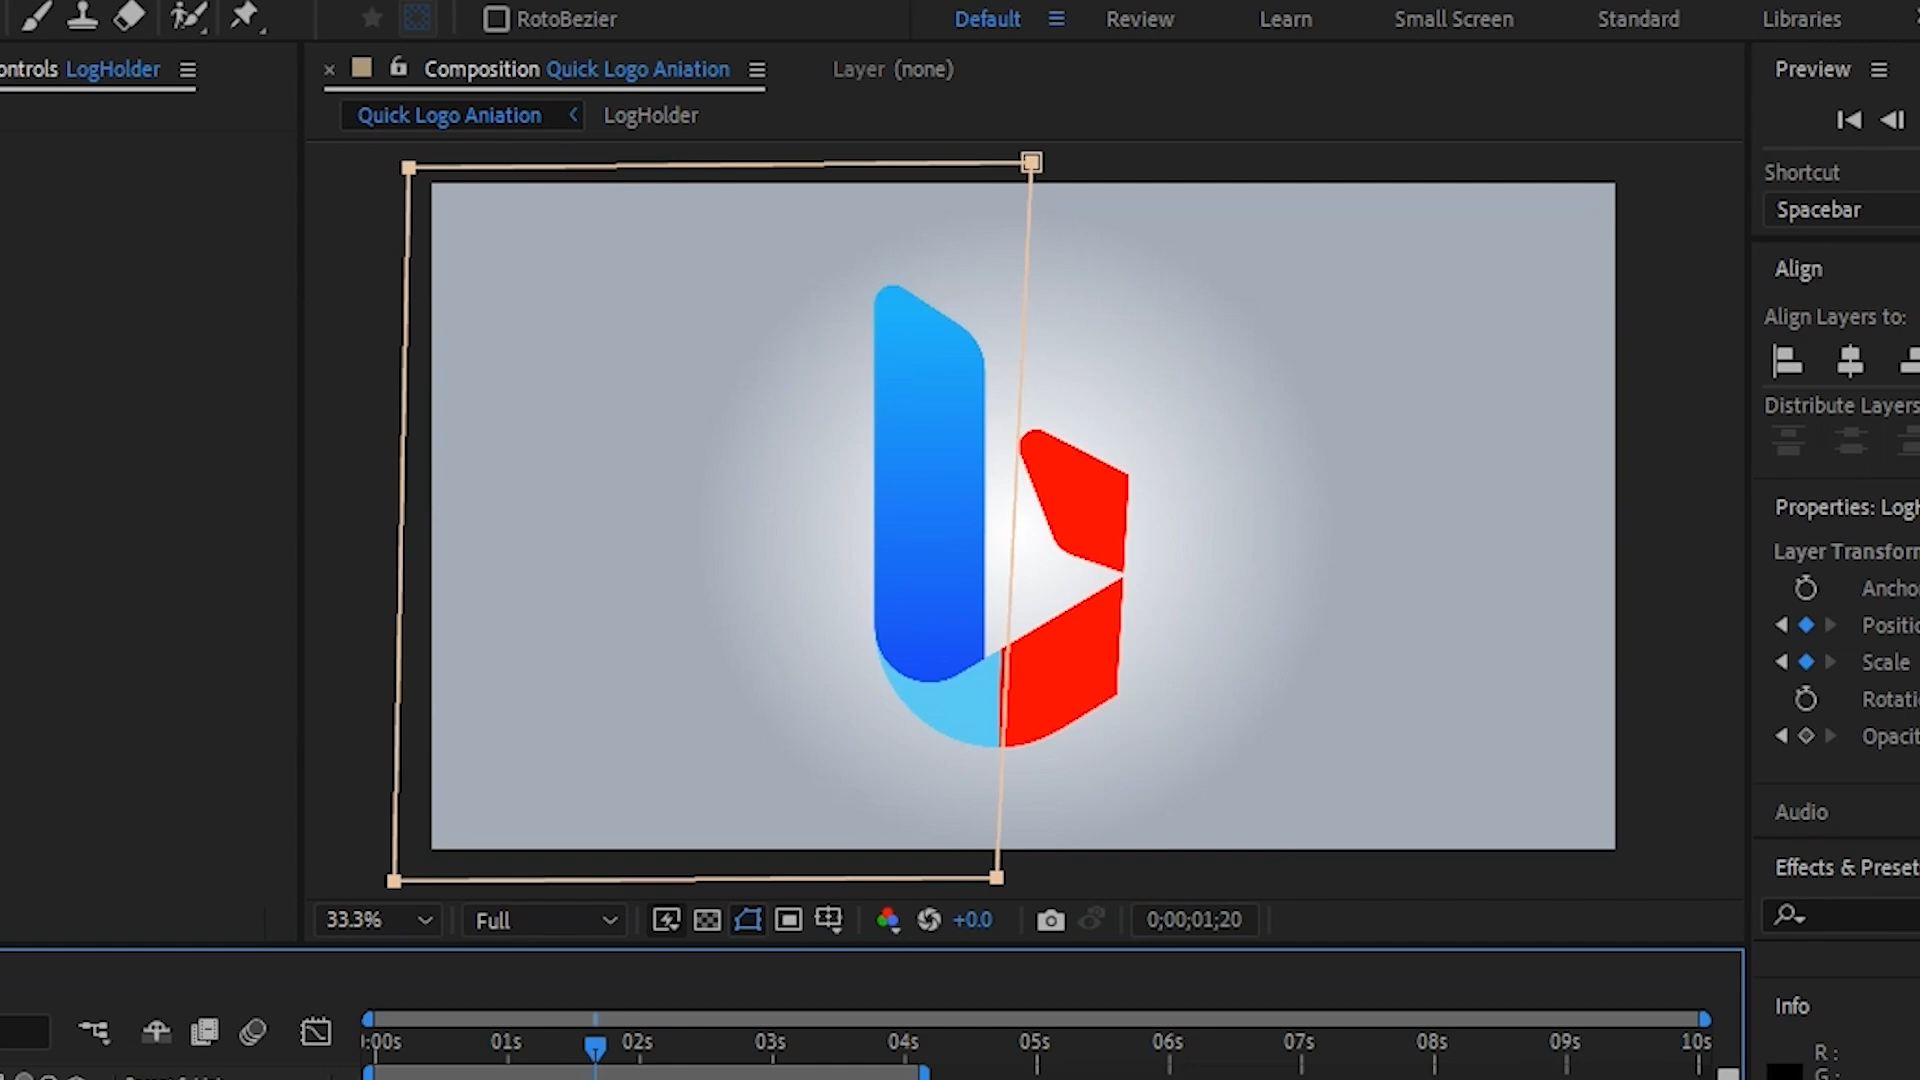 RotoBezier
Default
Review
Learn
Small Screen
Standard
Libraries
ontrols LogHolder
Composition Quick Logo Aniation
Layer (none)
Preview
Quick Logo Aniation
LogHolder
Shortcut
Spacebar
Align
Align Layers to:
Distribute Layers
Properties: Logh
Layer Transform
Ancho
Positio
Scale
Rotati
Opacit
Audio
Effects & Preset
33.3%
Full
+0.0
0;00;01;20
Info
:00s
01s
02s
03s
04s
05s
06s
07s
08s
09s
10s
R :
G :